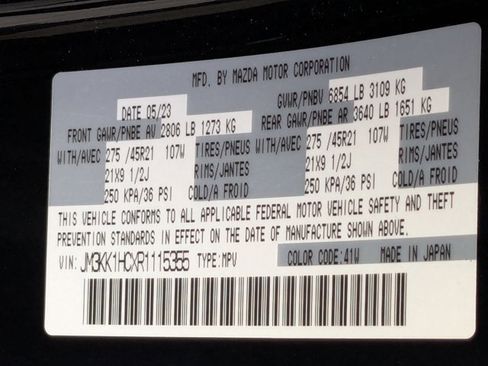 MFD. BY MAZDA MOTOR CORPORATION
DATE 05/23 GVWR/PNBV 6854 LB 3109 KG
FRONT GAWR/PNBE AV 2806 LB 1273 KG REAR GAWR/PNBE AR 3640 LB 1651 KG
WITH/AVEC 275 /45R21 107W TIRES/PNEUS WITH/AVEC 275 /45R21 107W TIRES/PNEUS
21X9 1/2J RIMS/JANTES 21X9 1/2J RIMS/JANTES
250 KPA/36 PSI COLD/A FROID 250 KPA/36 PSI COLD/A FROID
THIS VEHICLE CONFORMS TO ALL APPLICABLE FEDERAL MOTOR VEHICLE SAFETY AND THEFT
PREVENTION STANDARDS IN EFFECT ON THE DATE OF MANUFACTURE SHOWN ABOVE.
VIN: JM3KK1HCXR1115355 TYPE: MPV COLOR CODE: 41W MADE IN JAPAN